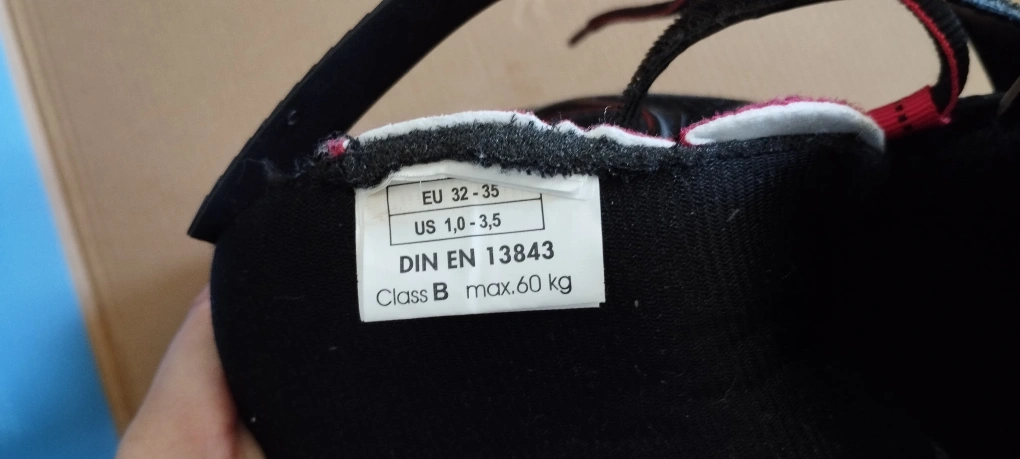 EU 32 - 35
US 1,0 - 3,5
DIN EN 13843
Class B max.60 kg